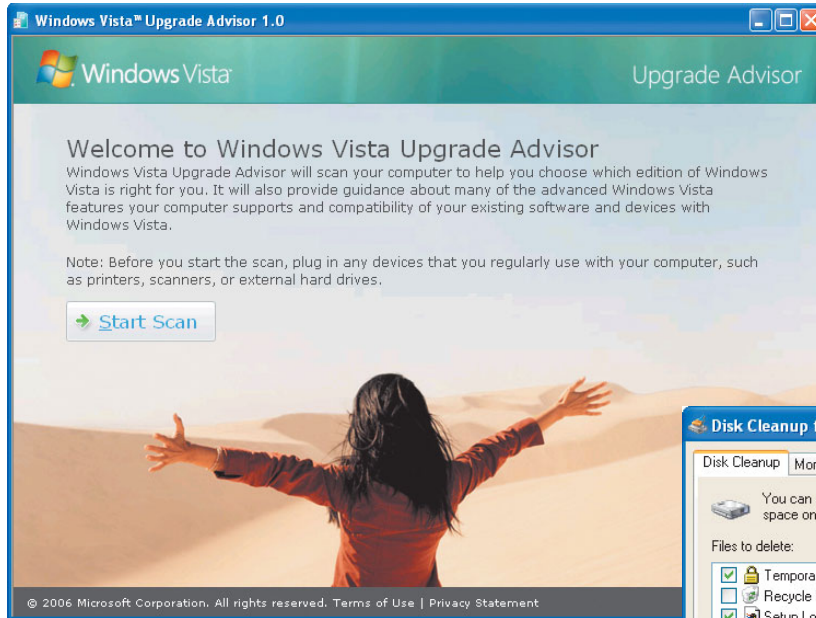 Windows Vista™ Upgrade Advisor 1.0
Windows Vista™
Upgrade Advisor
Welcome to Windows Vista Upgrade Advisor
Windows Vista Upgrade Advisor will scan your computer to help you choose which edition of Windows
Vista is right for you. It will also provide guidance about many of the advanced Windows Vista
features your computer supports and compatibility of your existing software and devices with
Windows Vista.
Note: Before you start the scan, plug in any devices that you regularly use with your computer, such
as printers, scanners, or external hard drives.
Start Scan
© 2006 Microsoft Corporation. All rights reserved. Terms of Use | Privacy Statement
Disk Cleanup f
Disk Cleanup Mor
You can
space on
Files to delete:
Tempora
Recycle
Setup Lo